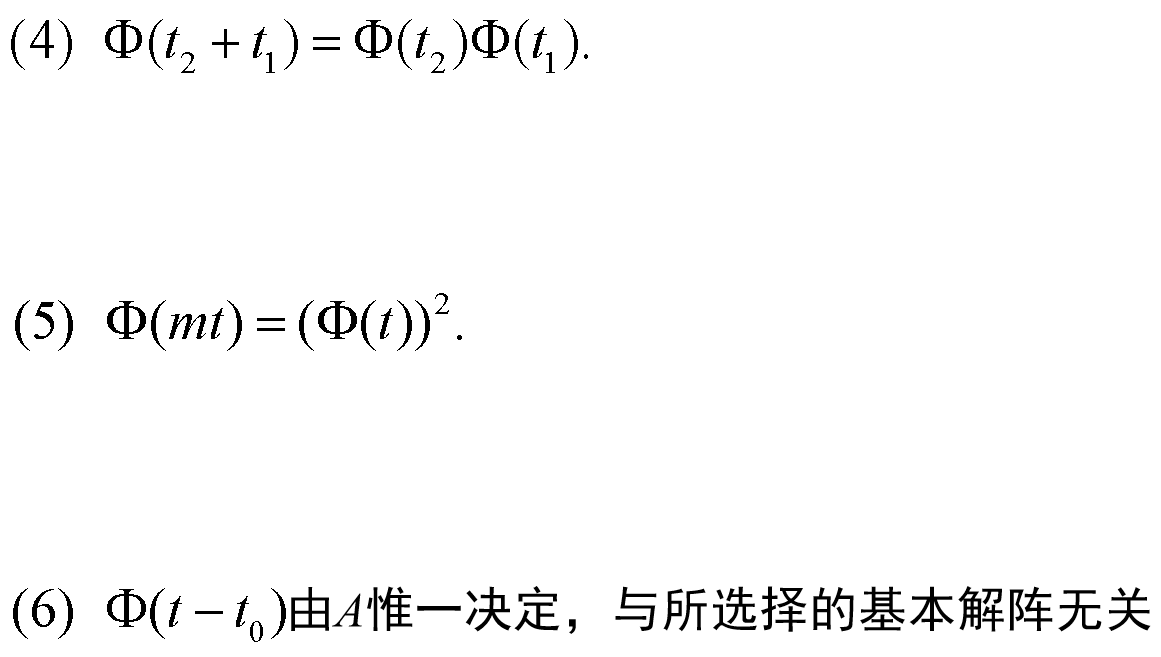 (4) Φ(t₂ + t₁) = Φ(t₂)Φ(t₁).
(5) Φ(mt) = (Φ(t))².
(6) Φ(t − t₀)由A惟一决定，与所选择的基本解阵无关